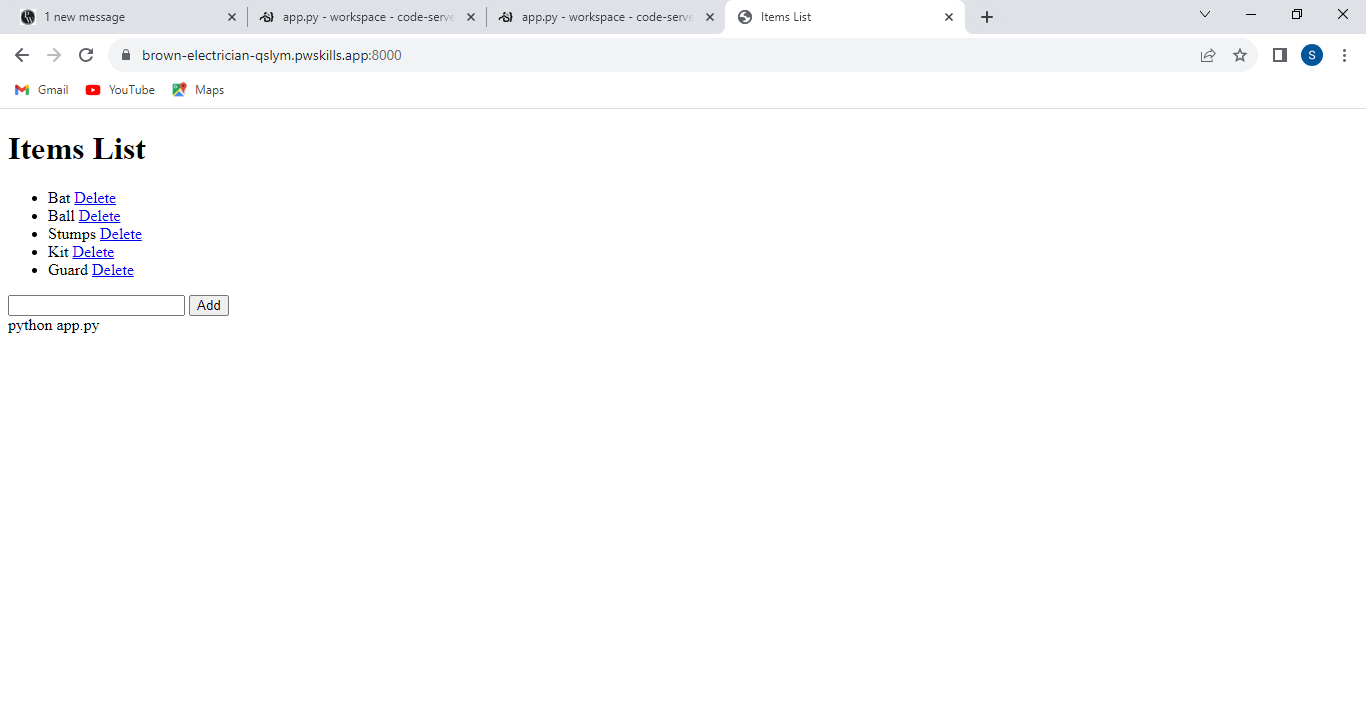 1 new message
app.py - workspace - code-serve
app.py - workspace - code-serve
Items List
brown-electrician-qslym.pwskills.app:8000
S
Gmail
YouTube
Maps
Items List
Bat Delete
Ball Delete
Stumps Delete
Kit Delete
Guard Delete
Add
python app.py